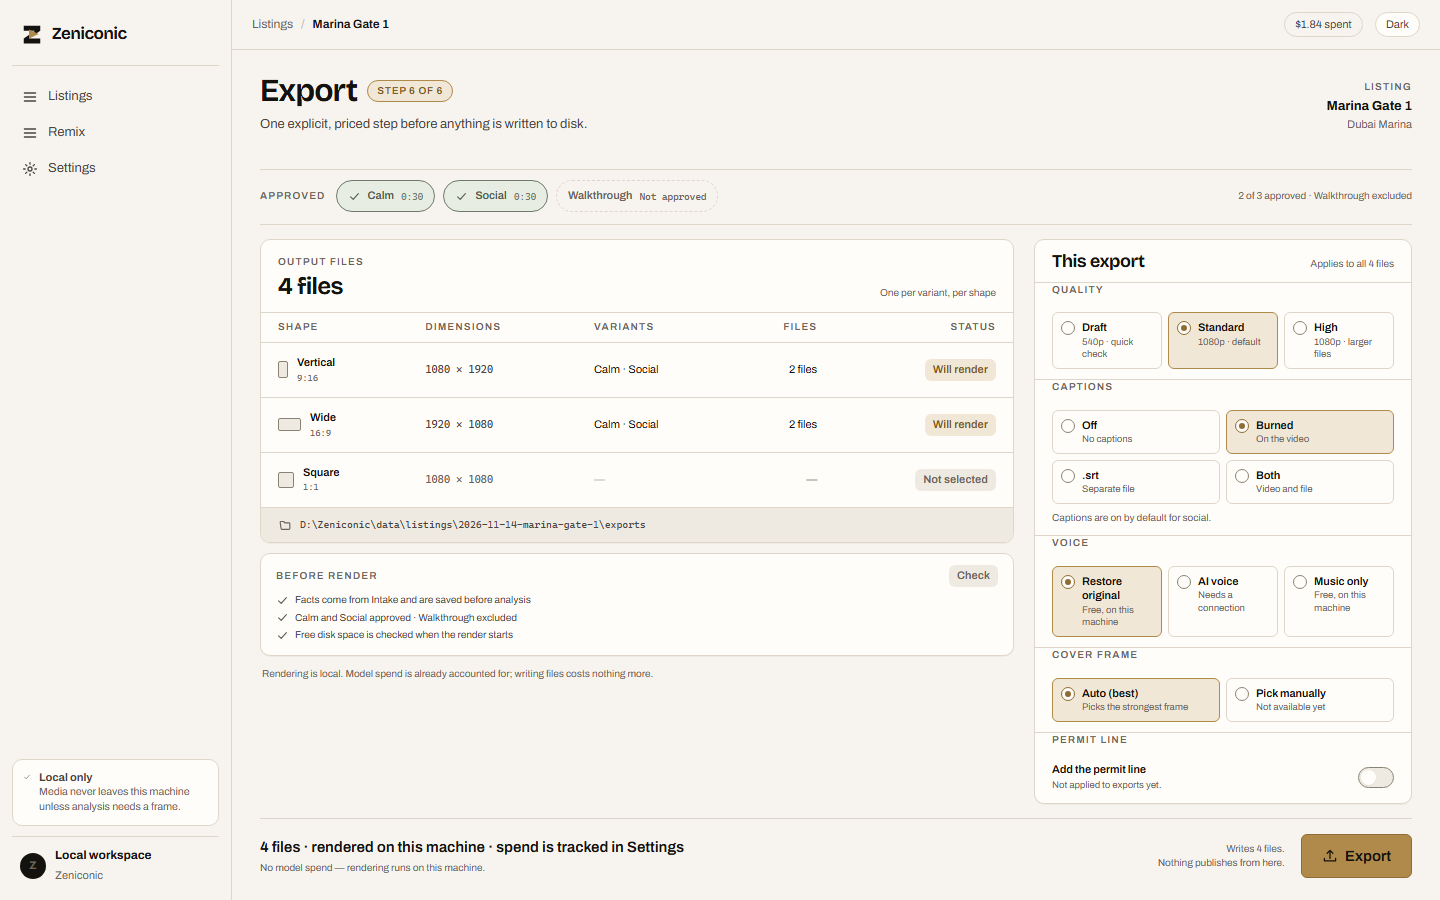 Zeniconic
Listings
Remix
Settings
Local only
Media never leaves this machine
unless analysis needs a frame.
Z
Local workspace
Zeniconic
Listings / Marina Gate 1
$1.84 spent
Dark
Export
STEP 6 OF 6
One explicit, priced step before anything is written to disk.
LISTING
Marina Gate 1
Dubai Marina
APPROVED
Calm 0:30
Social 0:30
Walkthrough Not approved
2 of 3 approved · Walkthrough excluded
OUTPUT FILES
4 files
One per variant, per shape
SHAPE DIMENSIONS VARIANTS FILES STATUS
Vertical
9:16
1080 × 1920
Calm · Social
2 files
Will render
Wide
16:9
1920 × 1080
Calm · Social
2 files
Will render
Square
1:1
1080 × 1080
—
—
Not selected
D:\Zeniconic\data\listings\2026-11-14-marina-gate-1\exports
BEFORE RENDER
Check
Facts come from Intake and are saved before analysis
Calm and Social approved · Walkthrough excluded
Free disk space is checked when the render starts
Rendering is local. Model spend is already accounted for; writing files costs nothing more.
This export
Applies to all 4 files
QUALITY
Draft
540p · quick
check
Standard
1080p · default
High
1080p · larger
files
CAPTIONS
Off
No captions
Burned
On the video
.srt
Separate file
Both
Video and file
Captions are on by default for social.
VOICE
Restore
original
Free, on this
machine
AI voice
Needs a
connection
Music only
Free, on this
machine
COVER FRAME
Auto (best)
Picks the strongest frame
Pick manually
Not available yet
PERMIT LINE
Add the permit line
Not applied to exports yet.
4 files · rendered on this machine · spend is tracked in Settings
No model spend — rendering runs on this machine.
Writes 4 files.
Nothing publishes from here.
Export